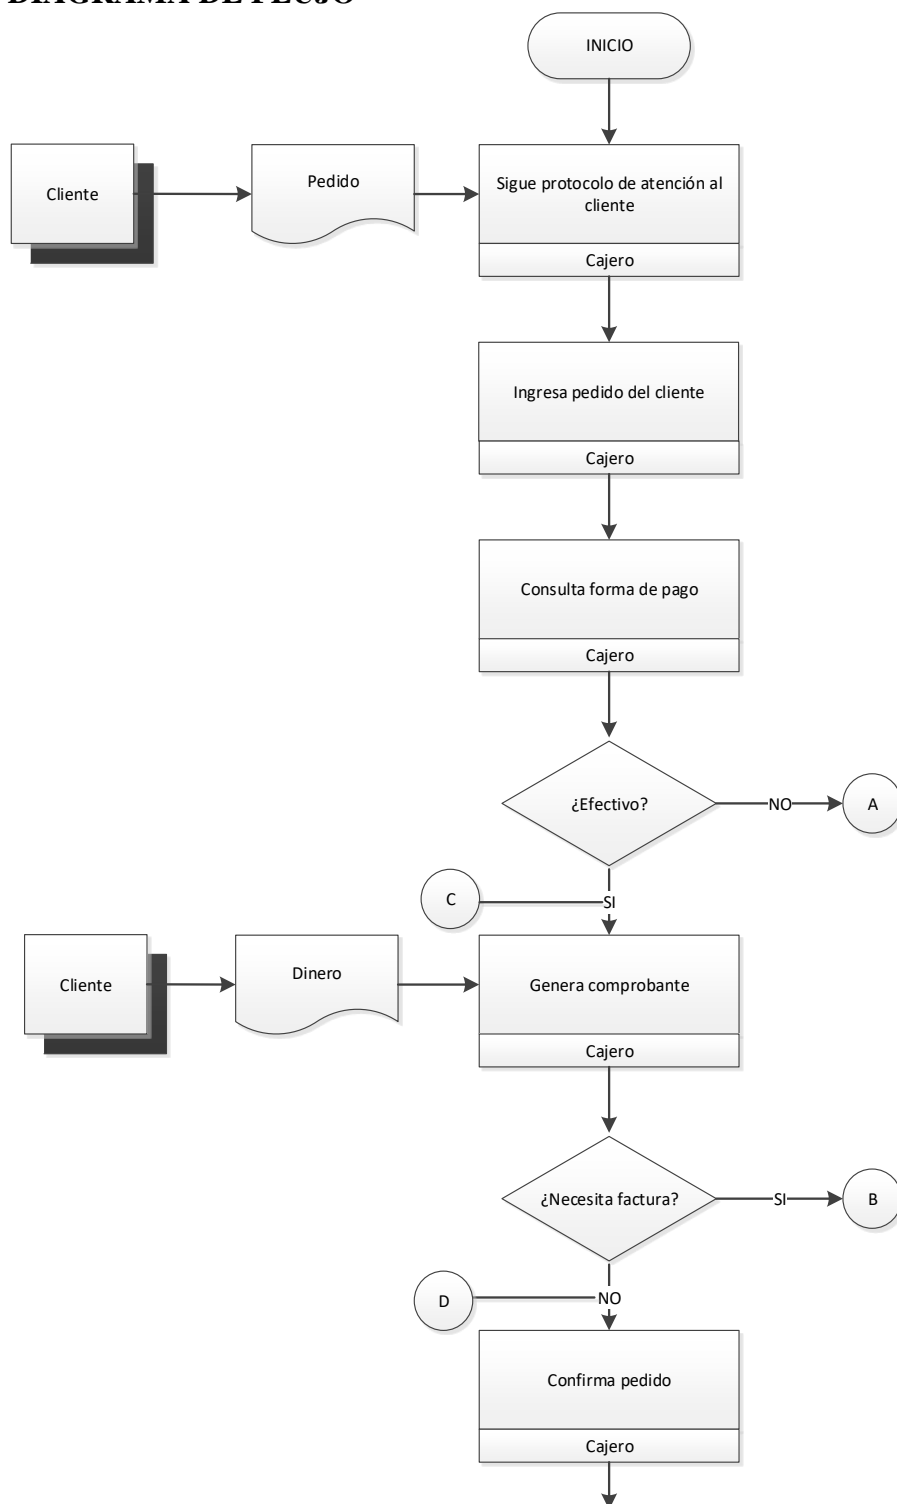 DIAGRAMA DE FLUJO
INICIO
Cliente
Pedido
Sigue protocolo de atención al
cliente
Cajero
Ingresa pedido del cliente
Cajero
Consulta forma de pago
Cajero
¿Efectivo?
NO
A
C
SI
Cliente
Dinero
Genera comprobante
Cajero
¿Necesita factura?
SI
B
D
NO
Confirma pedido
Cajero